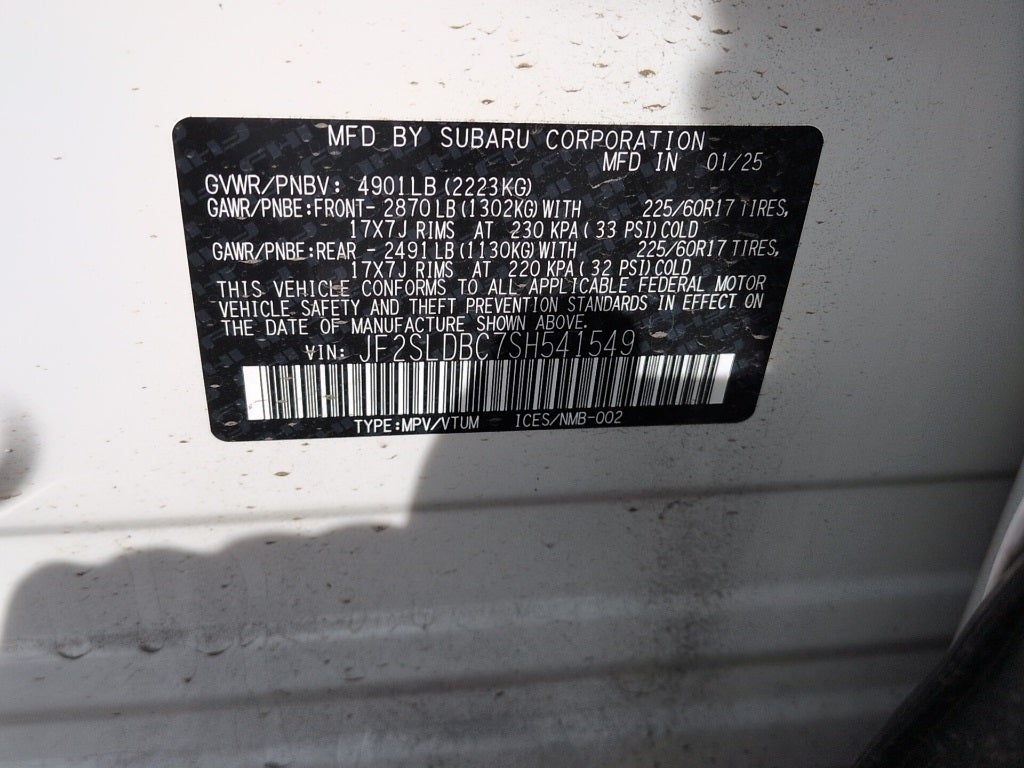 MFD BY SUBARU CORPORATION
MFD IN 01/25
GVWR/PNBV: 4901LB (2223KG)
GAWR/PNBE:FRONT- 2870 LB (1302KG) WITH 225/60R17 TIRES,
17X7J RIMS AT 230 KPA ( 33 PSI) COLD
GAWR/PNBE:REAR - 2491 LB (1130KG) WITH 225/60R17 TIRES,
17X7J RIMS AT 220 KPA ( 32 PSI) COLD
THIS VEHICLE CONFORMS TO ALL-APPLICABLE FEDERAL MOTOR
VEHICLE SAFETY AND THEFT PREVENTION STANDARDS IN EFFECT ON
THE DATE OF MANUFACTURE SHOWN ABOVE.
VIN: JF2SLDBC7SH541549
TYPE:MPV/VTUM ICES/NMB-002